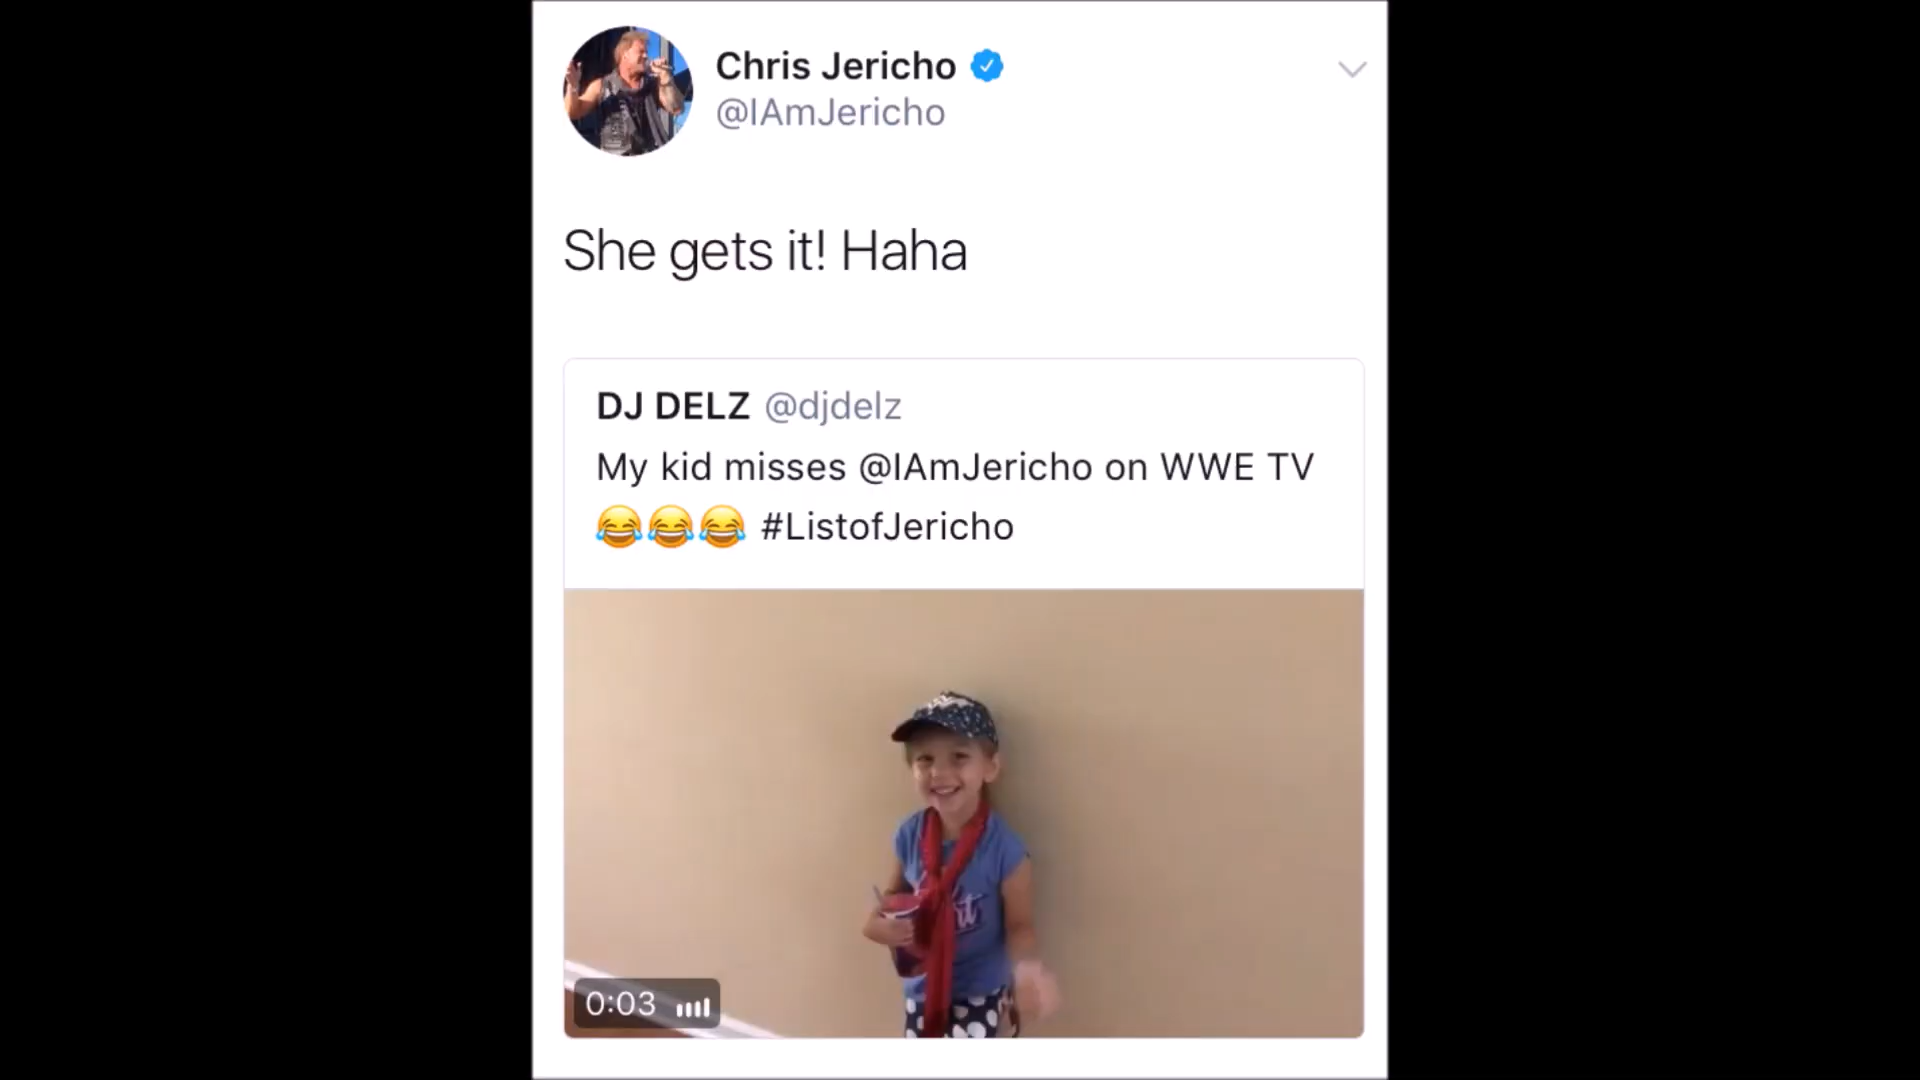 Chris Jericho
@IAmJericho
She gets it! Haha
DJ DELZ @djdelz
My kid misses @IAmJericho on WWE TV
😂😂😂 #ListofJericho
0:03